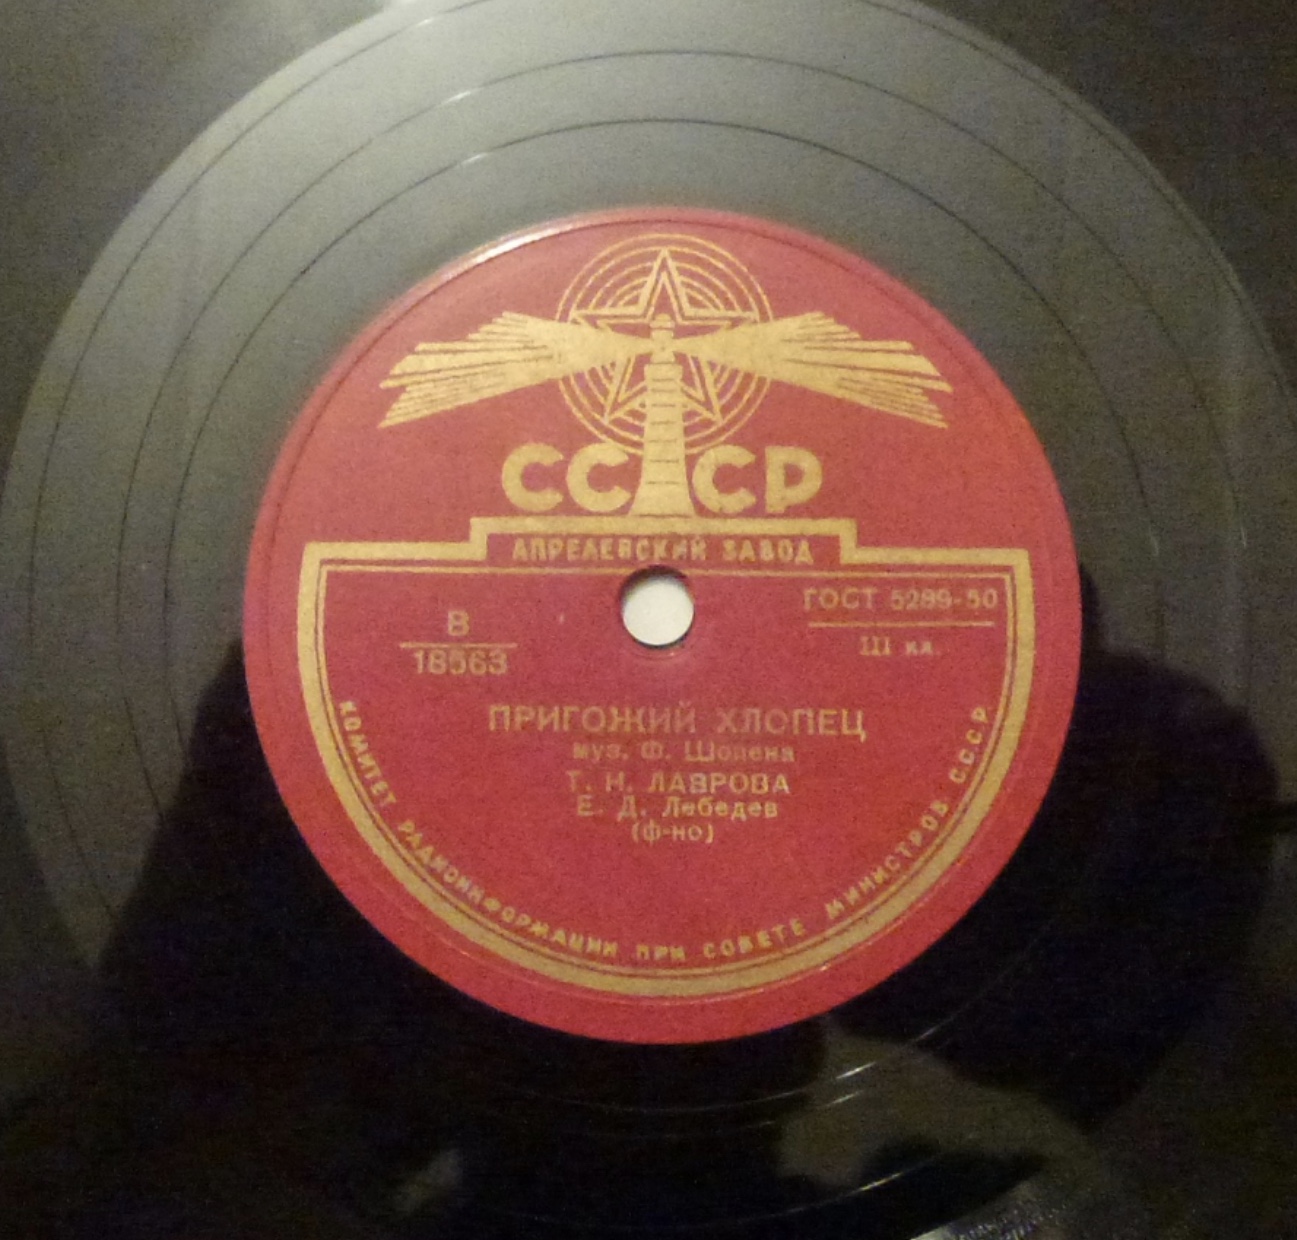 СССР
АПРЕЛЕВСКИЙ ЗАВОД
В
18563
ГОСТ 5289-50
III кл.
ПРИГОЖИЙ ХЛОПЕЦ
муз. Ф. Шопена
Т. Н. ЛАВРОВА
Е. Д. Лебедев
(ф-но)
КОМИТЕТ РАДИОИНФОРМАЦИИ ПРИ СОВЕТЕ МИНИСТРОВ СССР